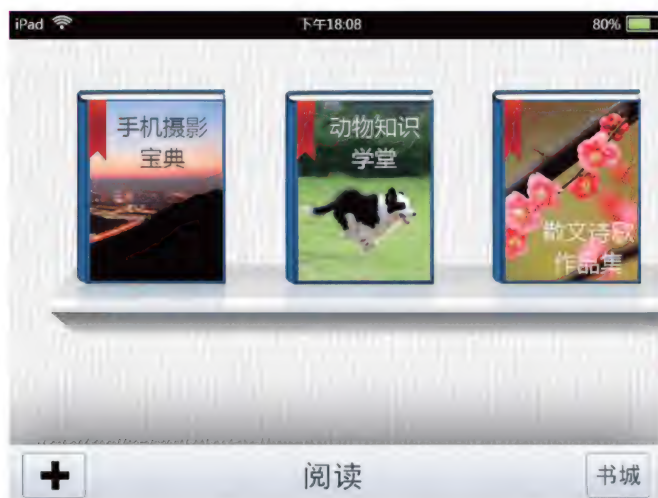 iPad
下午18:08
80%
手机摄影
宝典
动物知识
学堂
散文诗歌
作品集
阅读
书城